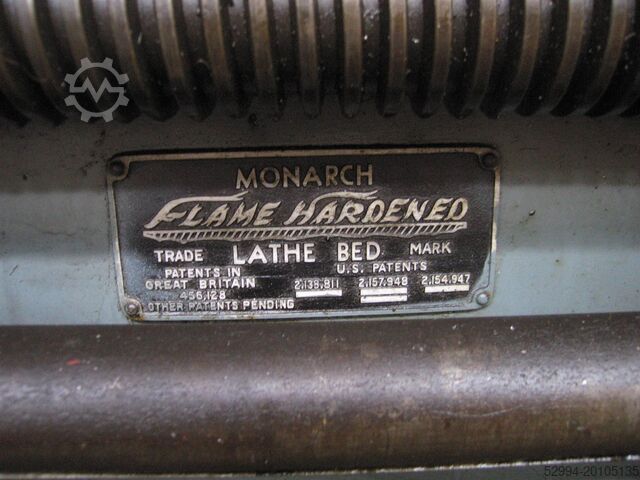 MONARCH
FLAME HARDENED
TRADE LATHE BED MARK
PATENTS IN U.S. PATENTS
GREAT BRITAIN 2,139,811 2,157,948 2,154,947
456,128
OTHER PATENTS PENDING
52994-20105135